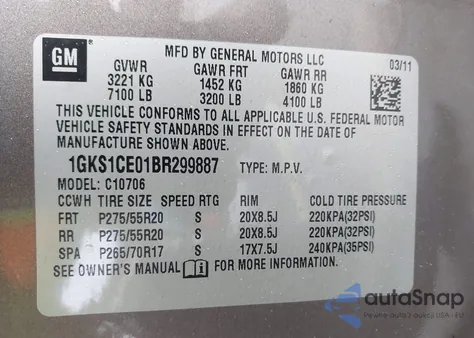 GM
MFD BY GENERAL MOTORS LLC
03/11
GVWR GAWR FRT GAWR RR
3221 KG 1452 KG 1860 KG
7100 LB 3200 LB 4100 LB
THIS VEHICLE CONFORMS TO ALL APPLICABLE U.S. FEDERAL MOTOR
VEHICLE SAFETY STANDARDS IN EFFECT ON THE DATE OF
MANUFACTURE SHOWN ABOVE.
1GKS1CE01BR299887 TYPE: M.P.V.
MODEL: C10706
CCWH TIRE SIZE SPEED RTG RIM COLD TIRE PRESSURE
FRT P275/55R20 S 20X8.5J 220KPA(32PSI)
RR P275/55R20 S 20X8.5J 220KPA(32PSI)
SPA P265/70R17 S 17X7.5J 240KPA(35PSI)
SEE OWNER'S MANUAL FOR MORE INFORMATION.
autoSnap